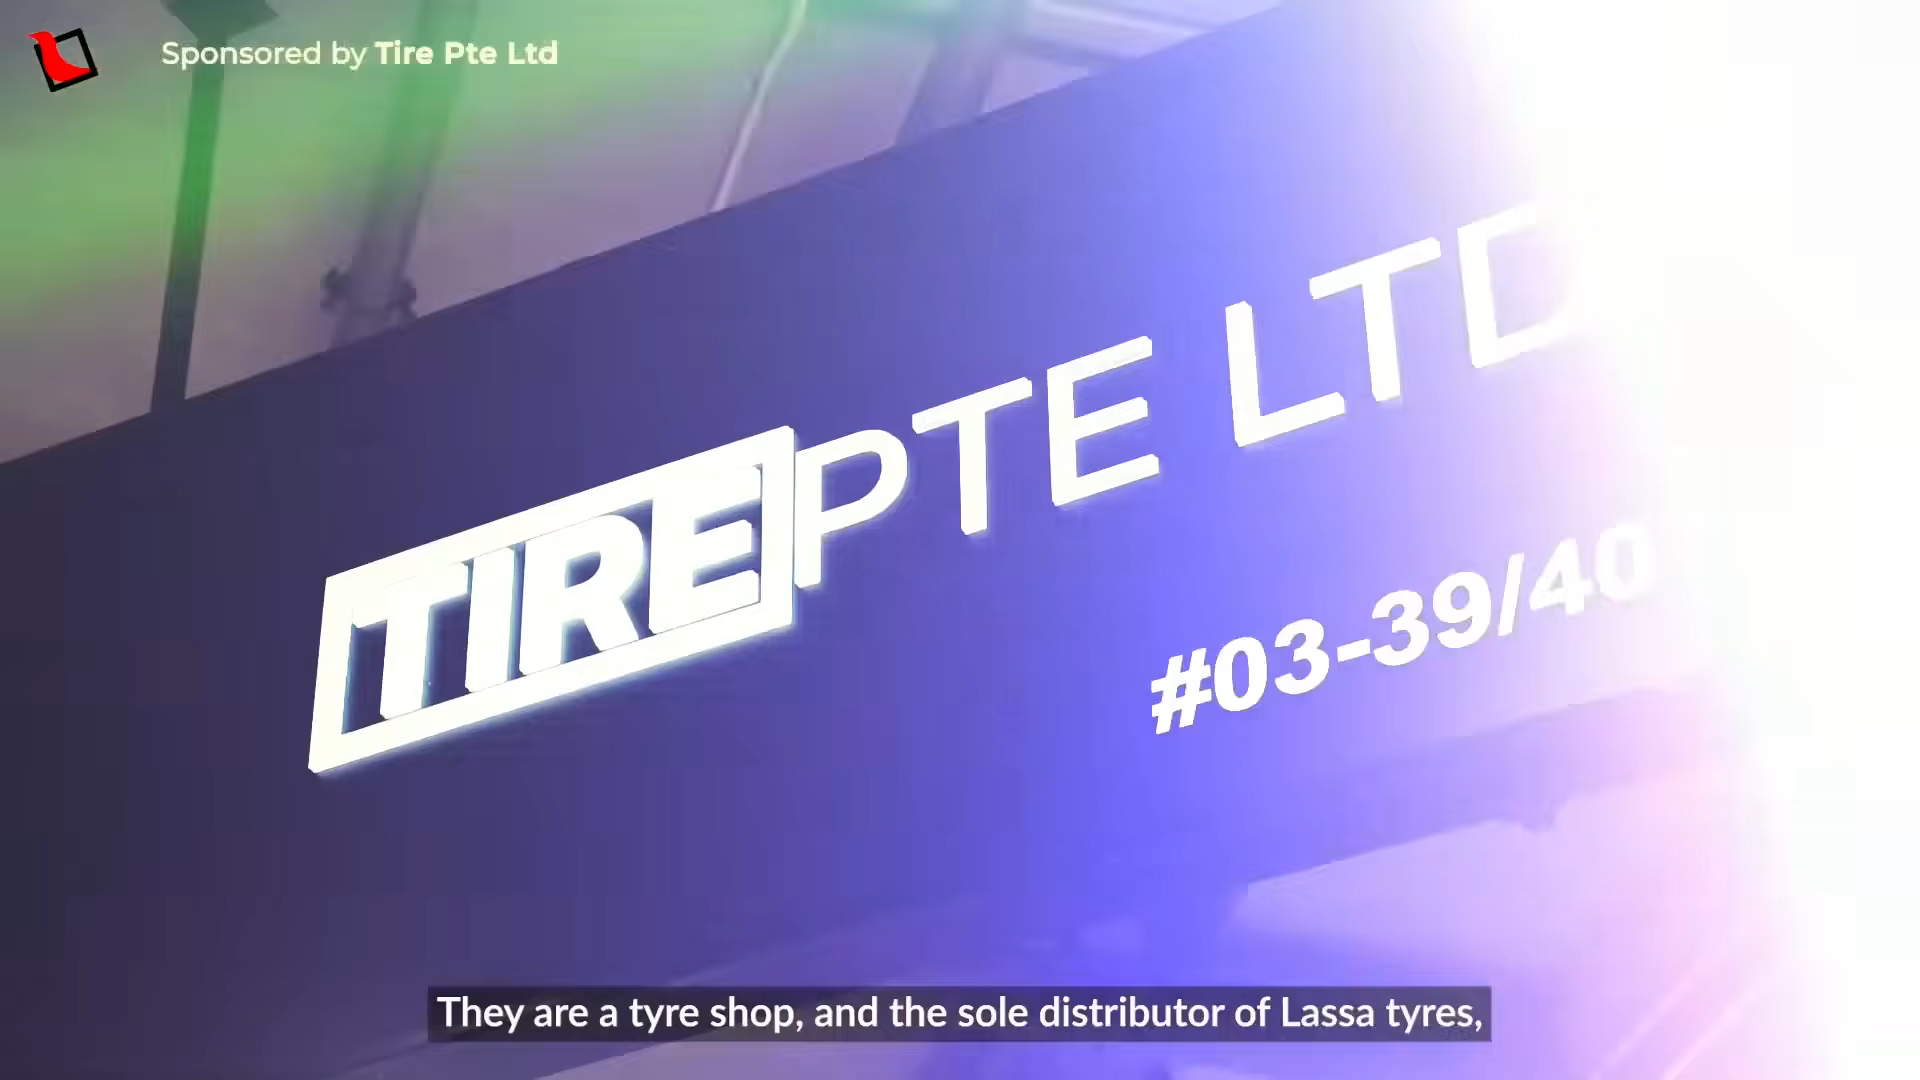 Sponsored by Tire Pte Ltd
TIRE PTE LTD
#03-39/40
They are a tyre shop, and the sole distributor of Lassa tyres,